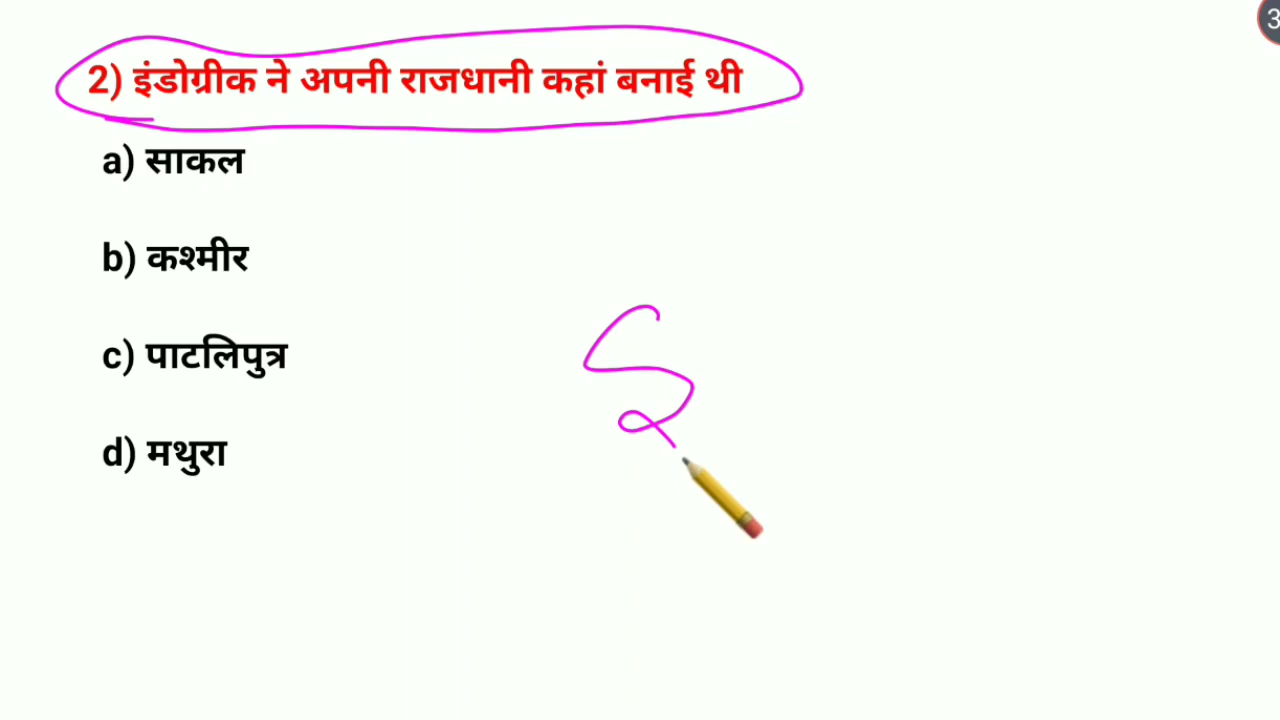 2) इंडोग्रीक ने अपनी राजधानी कहां बनाई थी
a) साकल
b) कश्मीर
c) पाटलिपुत्र
d) मथुरा